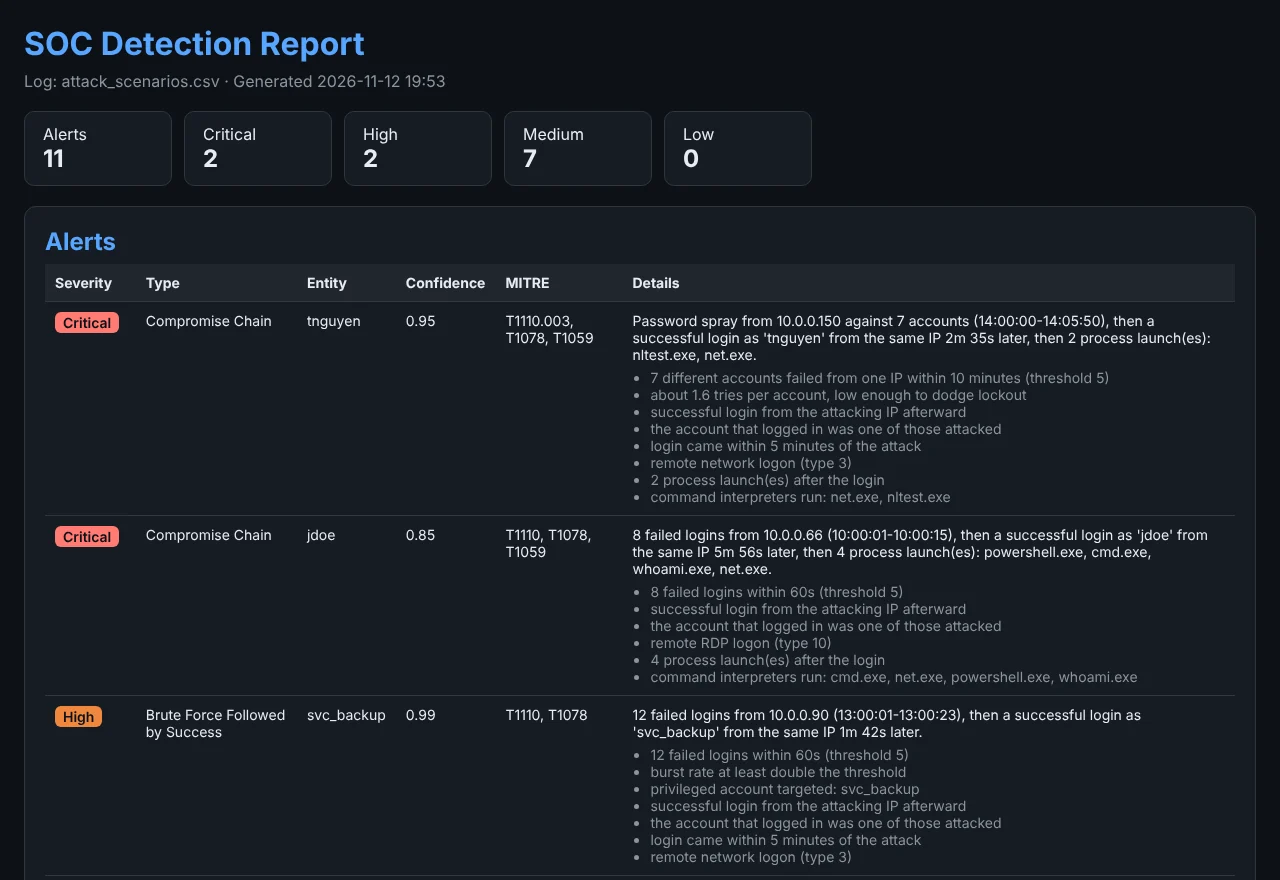 SOC Detection Report
Log: attack_scenarios.csv · Generated 2026-11-12 19:53
Alerts Critical High Medium Low
11 2 2 7 0
Alerts
Severity Type Entity Confidence MITRE Details
Critical Compromise Chain tnguyen 0.95 T1110.003, Password spray from 10.0.0.150 against 7 accounts (14:00:00-14:05:50), then a
T1078, T1059 successful login as 'tnguyen' from the same IP 2m 35s later, then 2 process launch(es):
nltest.exe, net.exe.
• 7 different accounts failed from one IP within 10 minutes (threshold 5)
• about 1.6 tries per account, low enough to dodge lockout
• successful login from the attacking IP afterward
• the account that logged in was one of those attacked
• login came within 5 minutes of the attack
• remote network logon (type 3)
• 2 process launch(es) after the login
• command interpreters run: net.exe, nltest.exe
Critical Compromise Chain jdoe 0.85 T1110, T1078, 8 failed logins from 10.0.0.66 (10:00:01-10:00:15), then a successful login as 'jdoe' from
T1059 the same IP 5m 56s later, then 4 process launch(es): powershell.exe, cmd.exe,
whoami.exe, net.exe.
• 8 failed logins within 60s (threshold 5)
• successful login from the attacking IP afterward
• the account that logged in was one of those attacked
• remote RDP logon (type 10)
• 4 process launch(es) after the login
• command interpreters run: cmd.exe, net.exe, powershell.exe, whoami.exe
High Brute Force Followed svc_backup 0.99 T1110, T1078 12 failed logins from 10.0.0.90 (13:00:01-13:00:23), then a successful login as
by Success 'svc_backup' from the same IP 1m 42s later.
• 12 failed logins within 60s (threshold 5)
• burst rate at least double the threshold
• privileged account targeted: svc_backup
• successful login from the attacking IP afterward
• the account that logged in was one of those attacked
• login came within 5 minutes of the attack
• remote network logon (type 3)